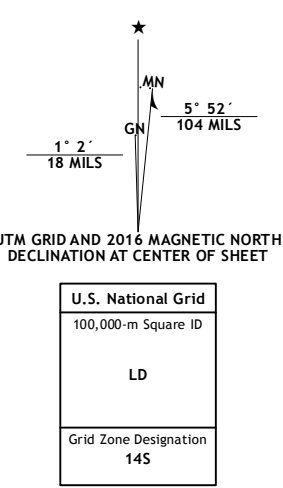 ★
MN
GN
5° 52´
104 MILS
1° 2´
18 MILS
UTM GRID AND 2016 MAGNETIC NORTH
DECLINATION AT CENTER OF SHEET
U.S. National Grid
100,000-m Square ID
LD
Grid Zone Designation
14S